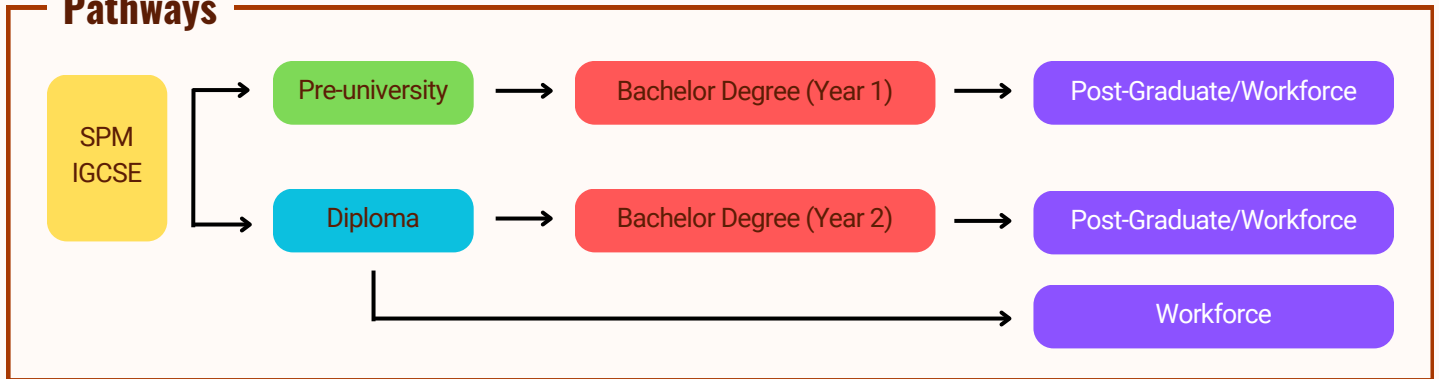 Pathways
SPM
IGCSE
Pre-university
Bachelor Degree (Year 1)
Post-Graduate/Workforce
Diploma
Bachelor Degree (Year 2)
Post-Graduate/Workforce
Workforce